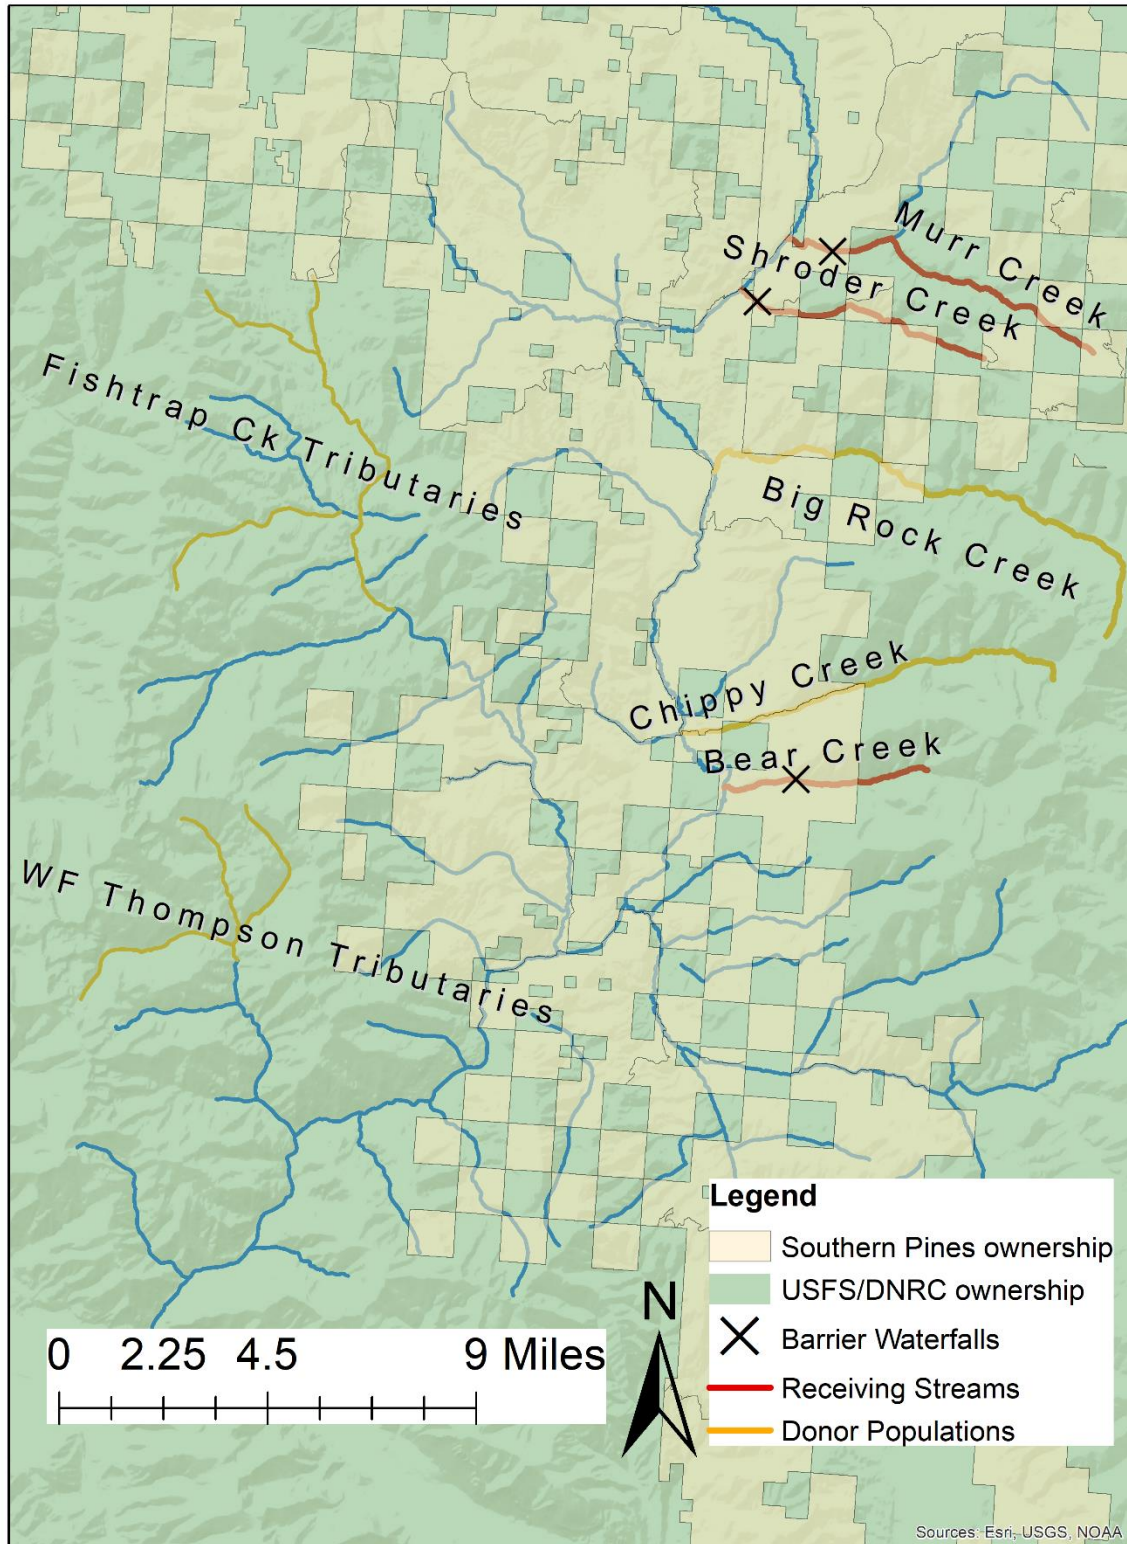 Murr Creek
Shroder Creek
Fishtrap Ck Tributaries
Big Rock Creek
Chippy Creek
Bear Creek
WF Thompson Tributaries
Legend
Southern Pines ownership
USFS/DNRC ownership
Barrier Waterfalls
Receiving Streams
Donor Populations
N
0 2.25 4.5 9 Miles
Sources: Esri, USGS, NOAA